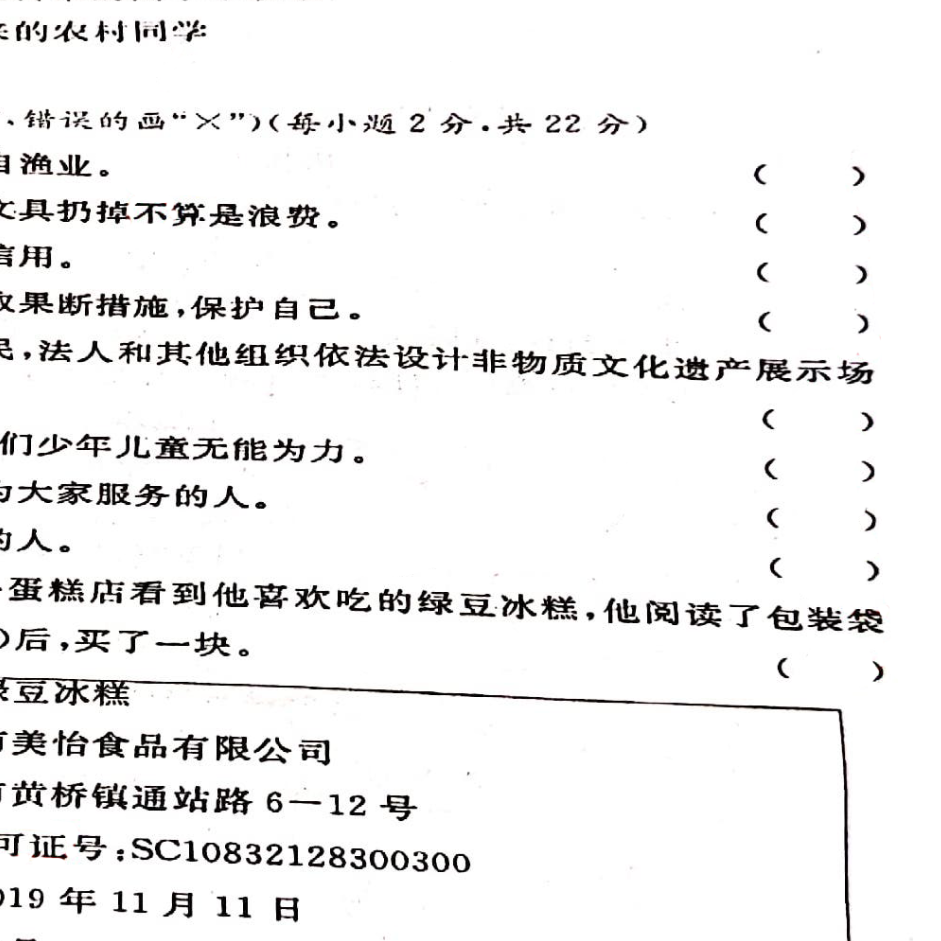 的农村同学
、错误的画“×”)(每小题 2 分,共 22 分)
自渔业。 ( )
文具扔掉不算是浪费。 ( )
信用。 ( )
取果断措施,保护自己。 ( )
民,法人和其他组织依法设计非物质文化遗产展示场
( )
们少年儿童无能为力。 ( )
为大家服务的人。 ( )
的人。 ( )
蛋糕店看到他喜欢吃的绿豆冰糕,他阅读了包装袋
)后,买了一块。 ( )
绿豆冰糕
市美怡食品有限公司
市黄桥镇通站路 6—12 号
可证号:SC10832128300300
019 年 11 月 11 日